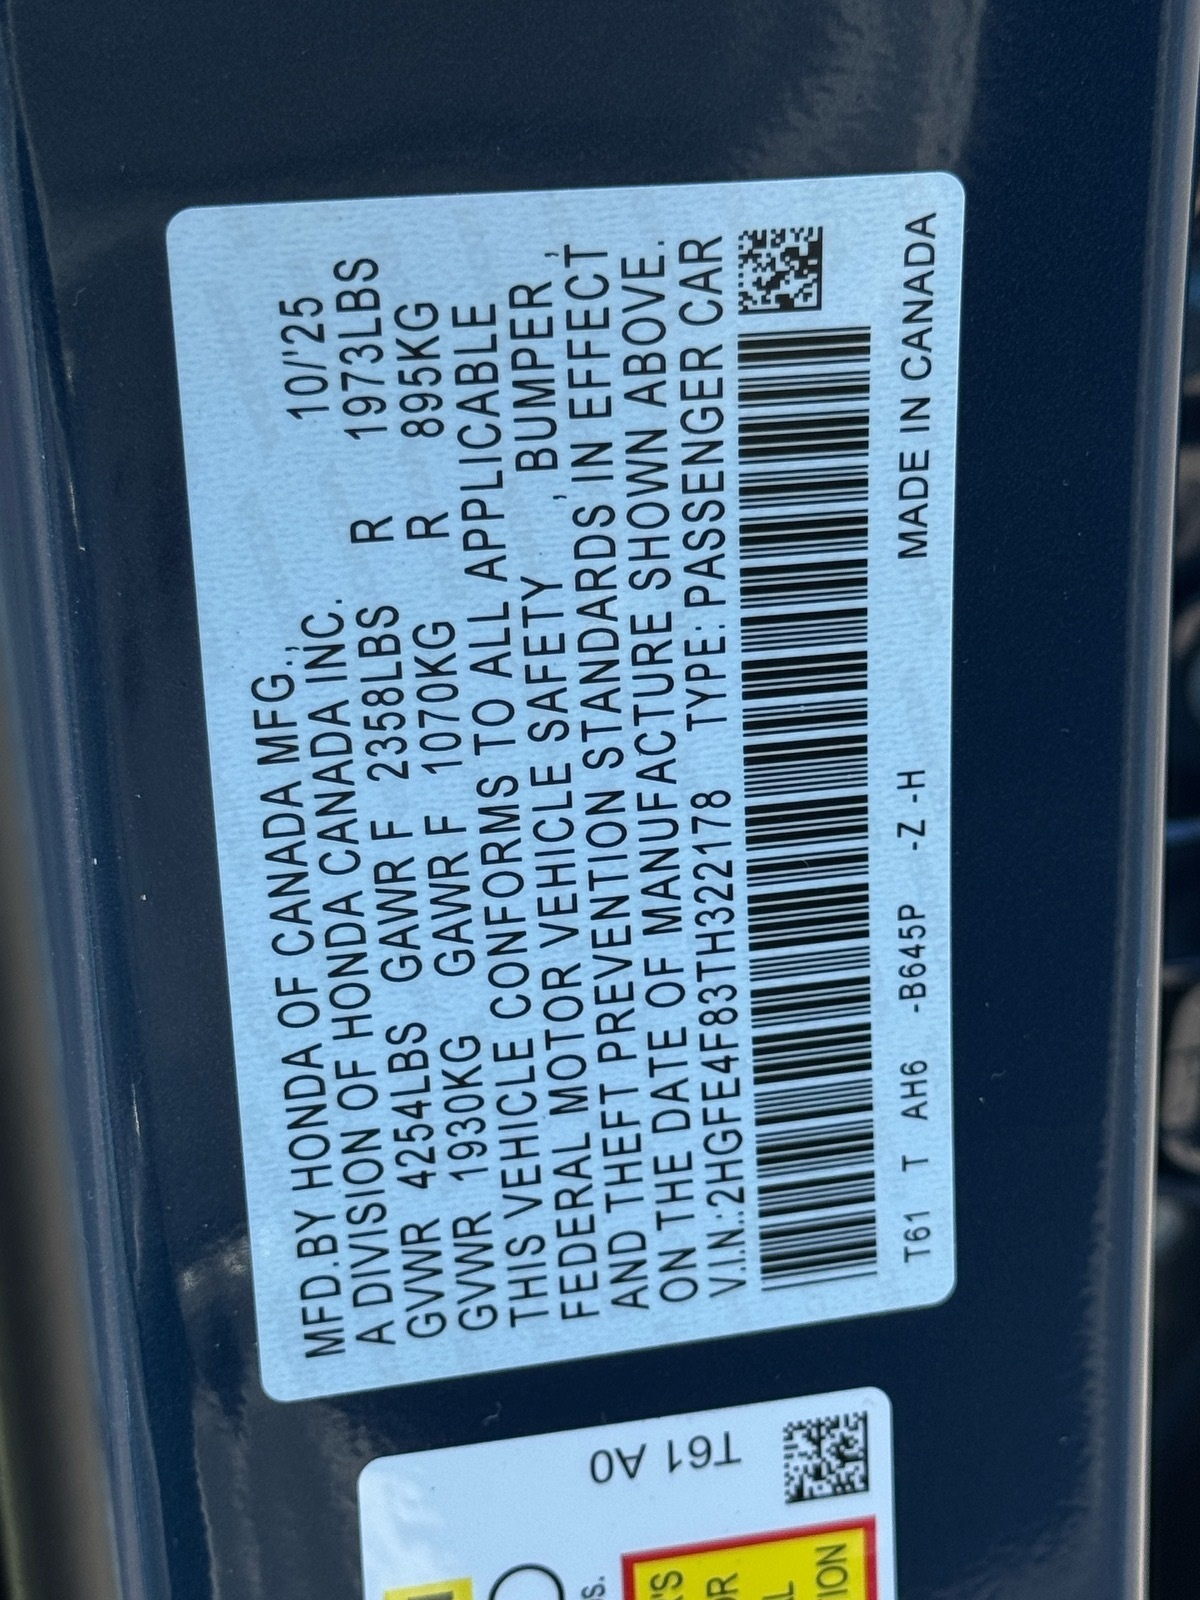 MFD.BY HONDA OF CANADA MFG.,
10/'25
A DIVISION OF HONDA CANADA INC.
GVWR 4254LBS GAWR F 2358LBS R 1973LBS
GVWR 1930KG GAWR F 1070KG R 895KG
THIS VEHICLE CONFORMS TO ALL APPLICABLE
FEDERAL MOTOR VEHICLE SAFETY , BUMPER ,
AND THEFT PREVENTION STANDARDS IN EFFECT
ON THE DATE OF MANUFACTURE SHOWN ABOVE.
V.I.N.:2HGFE4F83TH322178 TYPE: PASSENGER CAR
T61 T AH6 -B645P -Z -H MADE IN CANADA
T61 A0